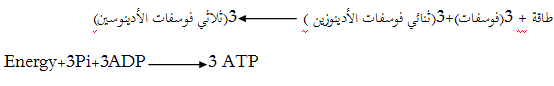 طاقة + 3(فوسفات)+3(ثنائي فوسفات الأدينوزين ) ⟵ 3(ثلاثي فوسفات الأدينوسين)
Energy+3Pi+3ADP ⟶ 3 ATP